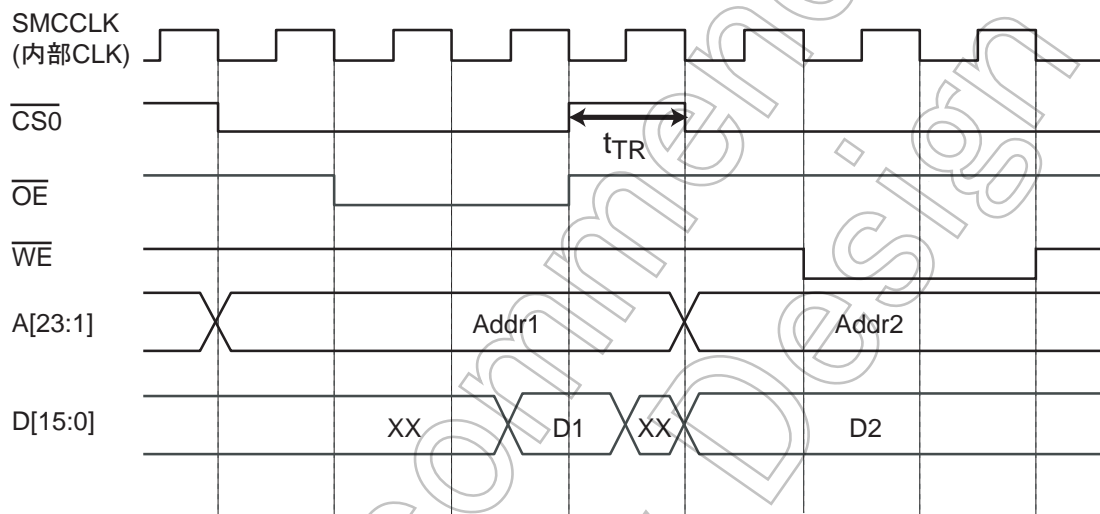 SMCCLK
(内部CLK)
CS0
tTR
OE
WE
A[23:1]
Addr1
Addr2
D[15:0]
XX
D1
XX
D2